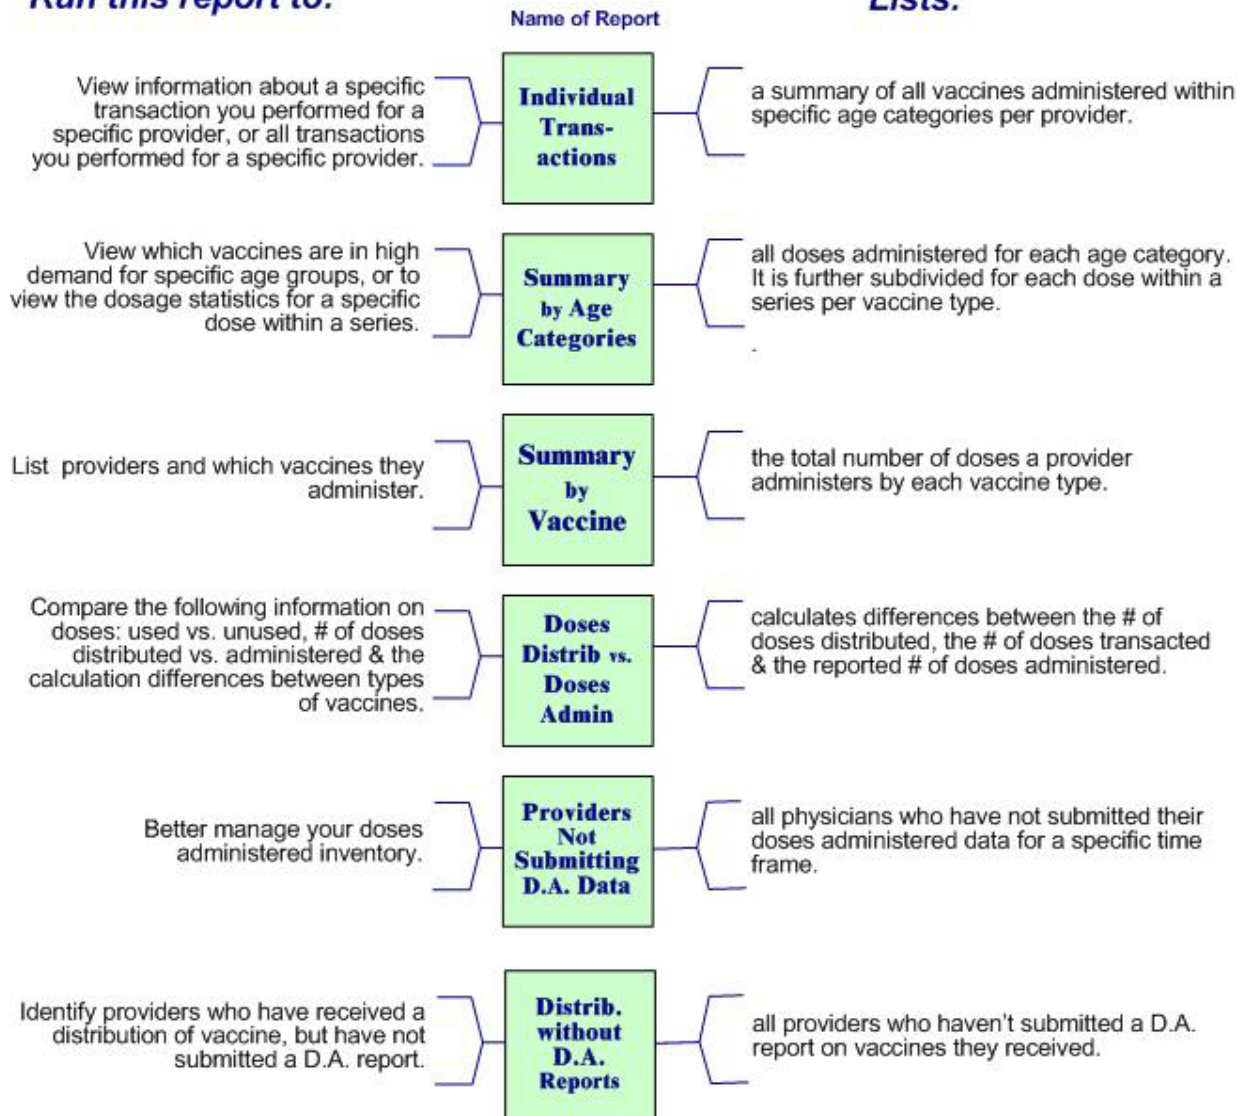 Run this report to:
Name of Report
Lists:
View information about a specific
transaction you performed for a
specific provider, or all transactions
you performed for a specific provider.
Individual
Trans-
actions
a summary of all vaccines administered within
specific age categories per provider.
View which vaccines are in high
demand for specific age groups, or to
view the dosage statistics for a specific
dose within a series.
Summary
by Age
Categories
all doses administered for each age category.
It is further subdivided for each dose within a
series per vaccine type.
.
List  providers and which vaccines they
administer.
Summary
by
Vaccine
the total number of doses a provider
administers by each vaccine type.
Compare the following information on
doses: used vs. unused, # of doses
distributed vs. administered & the
calculation differences between types
of vaccines.
Doses
Distrib vs.
Doses
Admin
calculates differences between the # of
doses distributed, the # of doses transacted
& the reported # of doses administered.
Better manage your doses
administered inventory.
Providers
Not
Submitting
D.A. Data
all physicians who have not submitted their
doses administered data for a specific time
frame.
Identify providers who have received a
distribution of vaccine, but have not
submitted a D.A. report.
Distrib.
without
D.A.
Reports
all providers who haven't submitted a D.A.
report on vaccines they received.